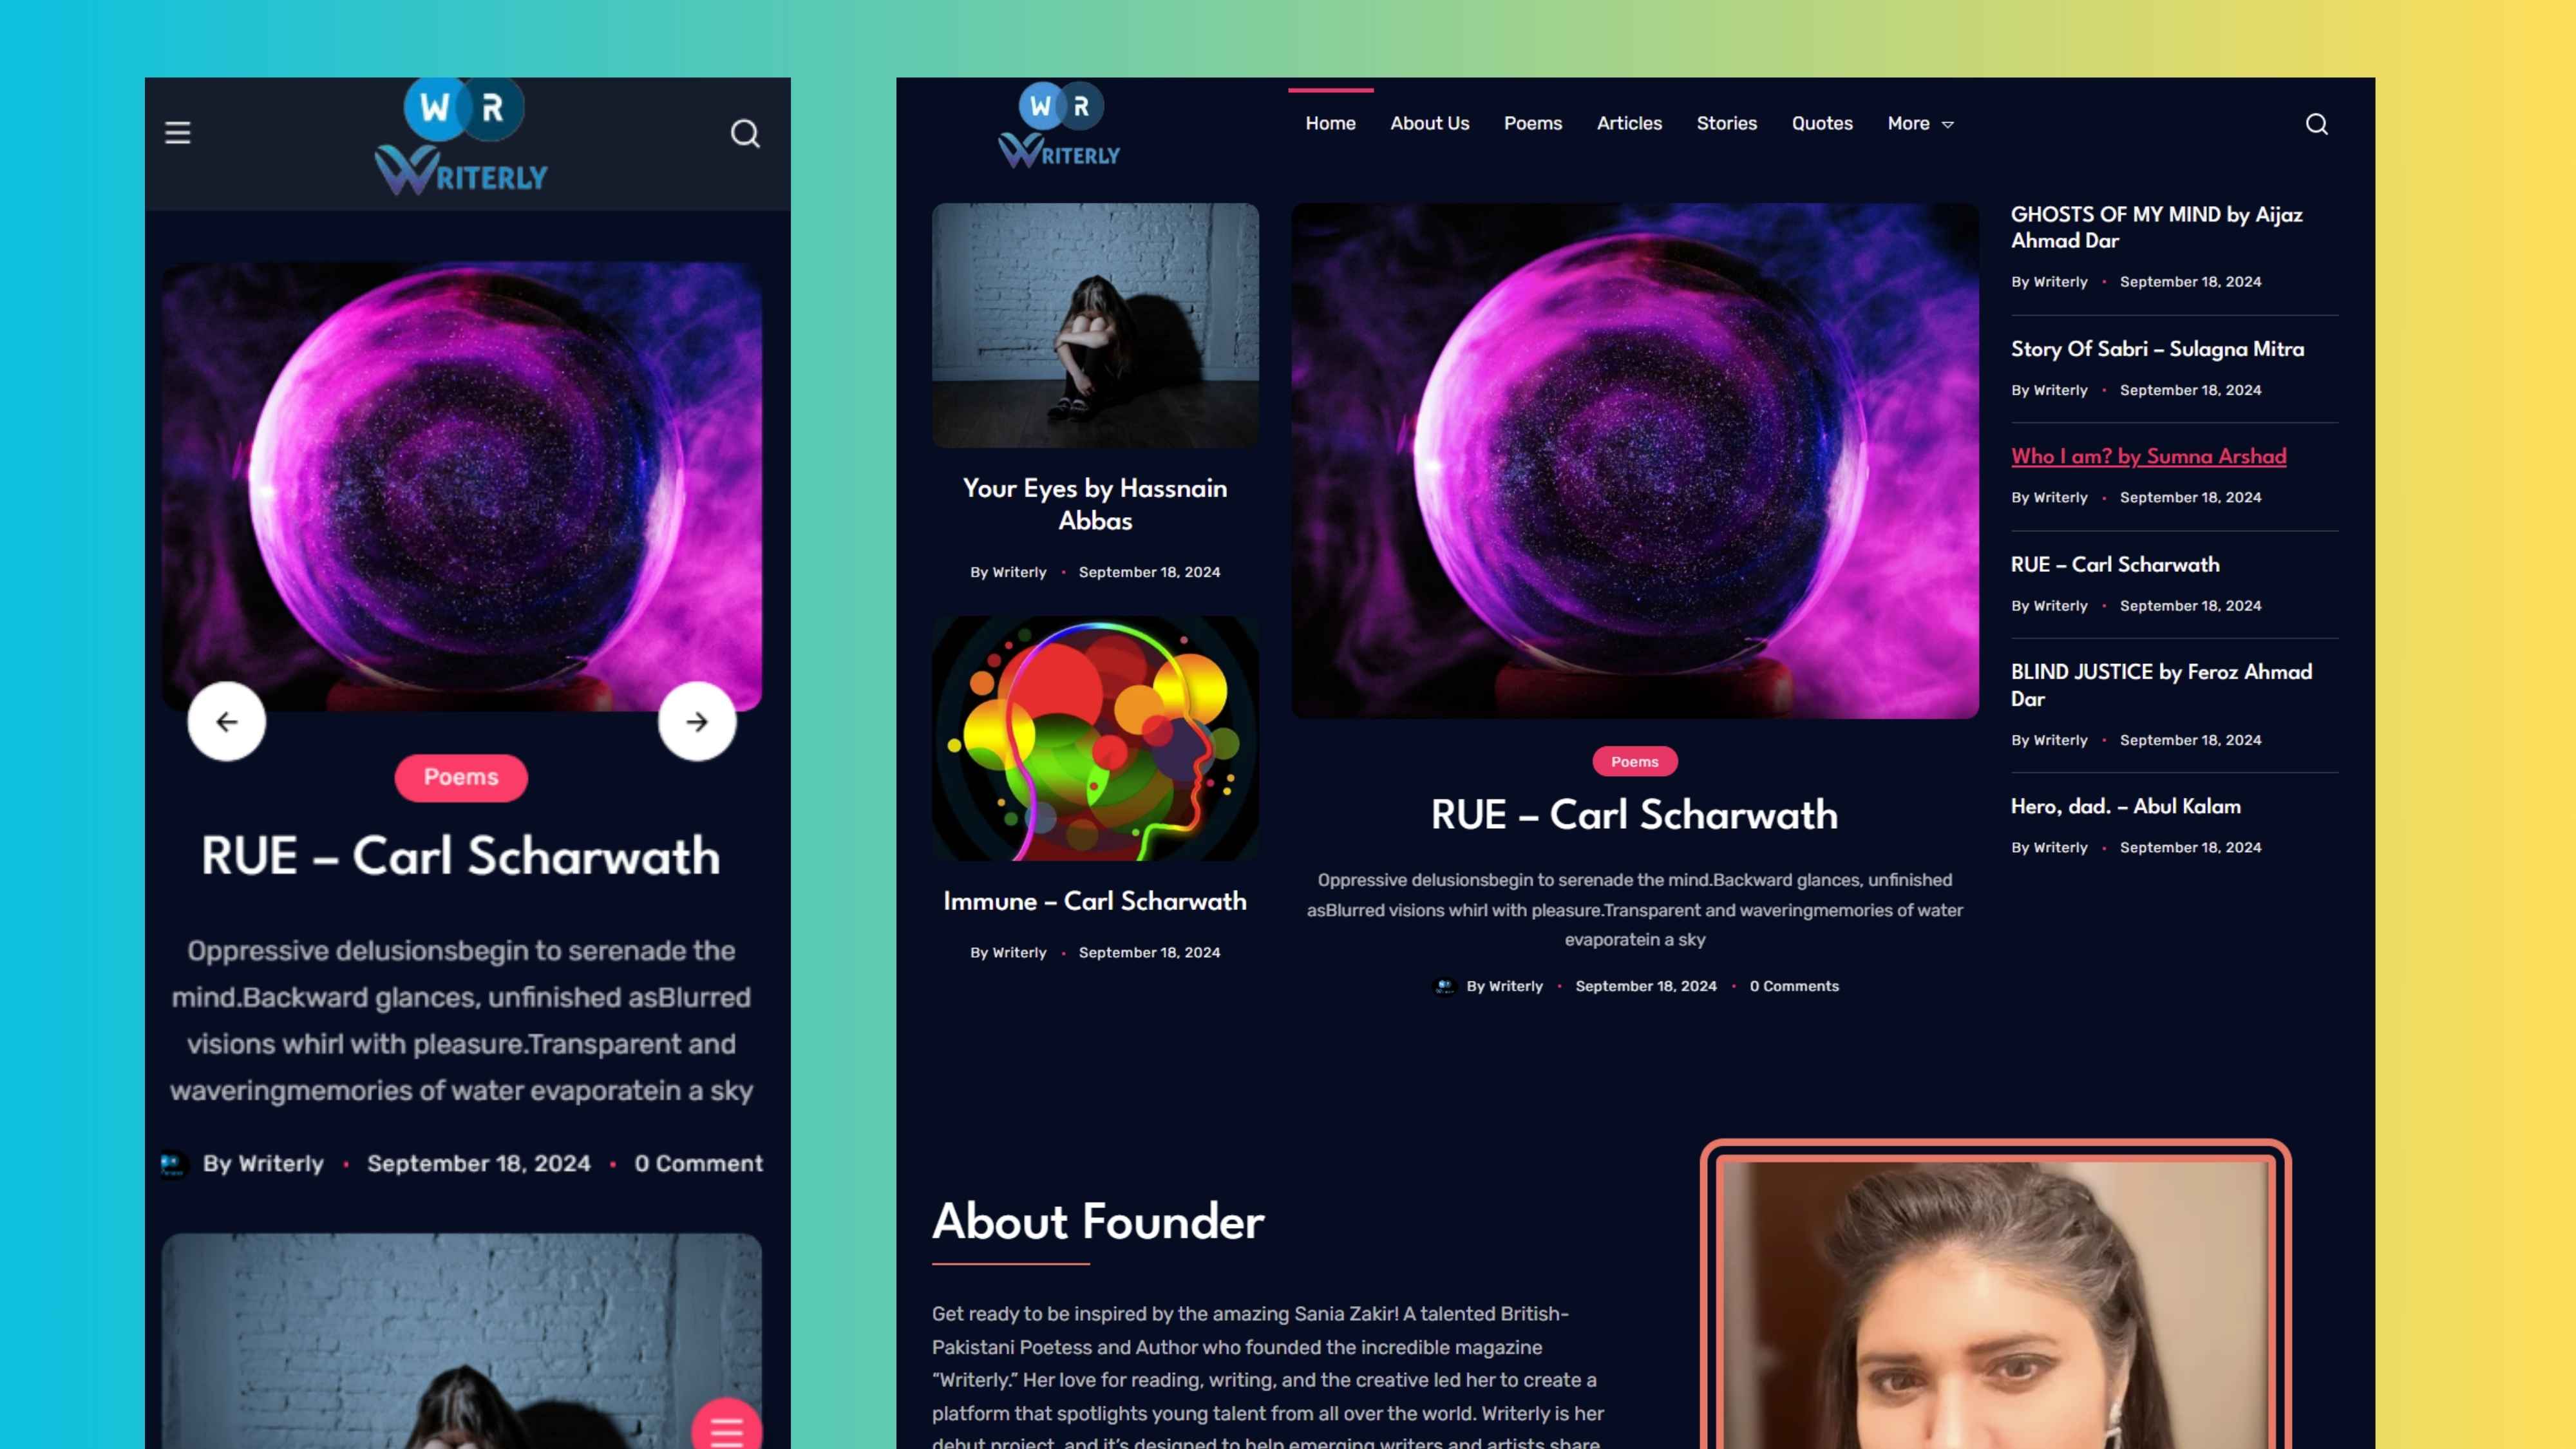 W R
WRITERLY
Poems
RUE – Carl Scharwath
Oppressive delusionsbegin to serenade the
mind.Backward glances, unfinished asBlurred
visions whirl with pleasure.Transparent and
waveringmemories of water evaporatein a sky
By Writerly • September 18, 2024 • 0 Comment
W R
WRITERLY
Home About Us Poems Articles Stories Quotes More
Your Eyes by Hassnain
Abbas
By Writerly • September 18, 2024
Immune – Carl Scharwath
By Writerly • September 18, 2024
Poems
RUE – Carl Scharwath
Oppressive delusionsbegin to serenade the mind.Backward glances, unfinished
asBlurred visions whirl with pleasure.Transparent and waveringmemories of water
evaporatein a sky
By Writerly • September 18, 2024 • 0 Comments
GHOSTS OF MY MIND by Aijaz
Ahmad Dar
By Writerly • September 18, 2024
Story Of Sabri – Sulagna Mitra
By Writerly • September 18, 2024
Who I am? by Sumna Arshad
By Writerly • September 18, 2024
RUE – Carl Scharwath
By Writerly • September 18, 2024
BLIND JUSTICE by Feroz Ahmad
Dar
By Writerly • September 18, 2024
Hero, dad. – Abul Kalam
By Writerly • September 18, 2024
About Founder
Get ready to be inspired by the amazing Sania Zakir! A talented British-
Pakistani Poetess and Author who founded the incredible magazine
“Writerly.” Her love for reading, writing, and the creative led her to create a
platform that spotlights young talent from all over the world. Writerly is her
debut project, and it’s designed to help emerging writers and artists share